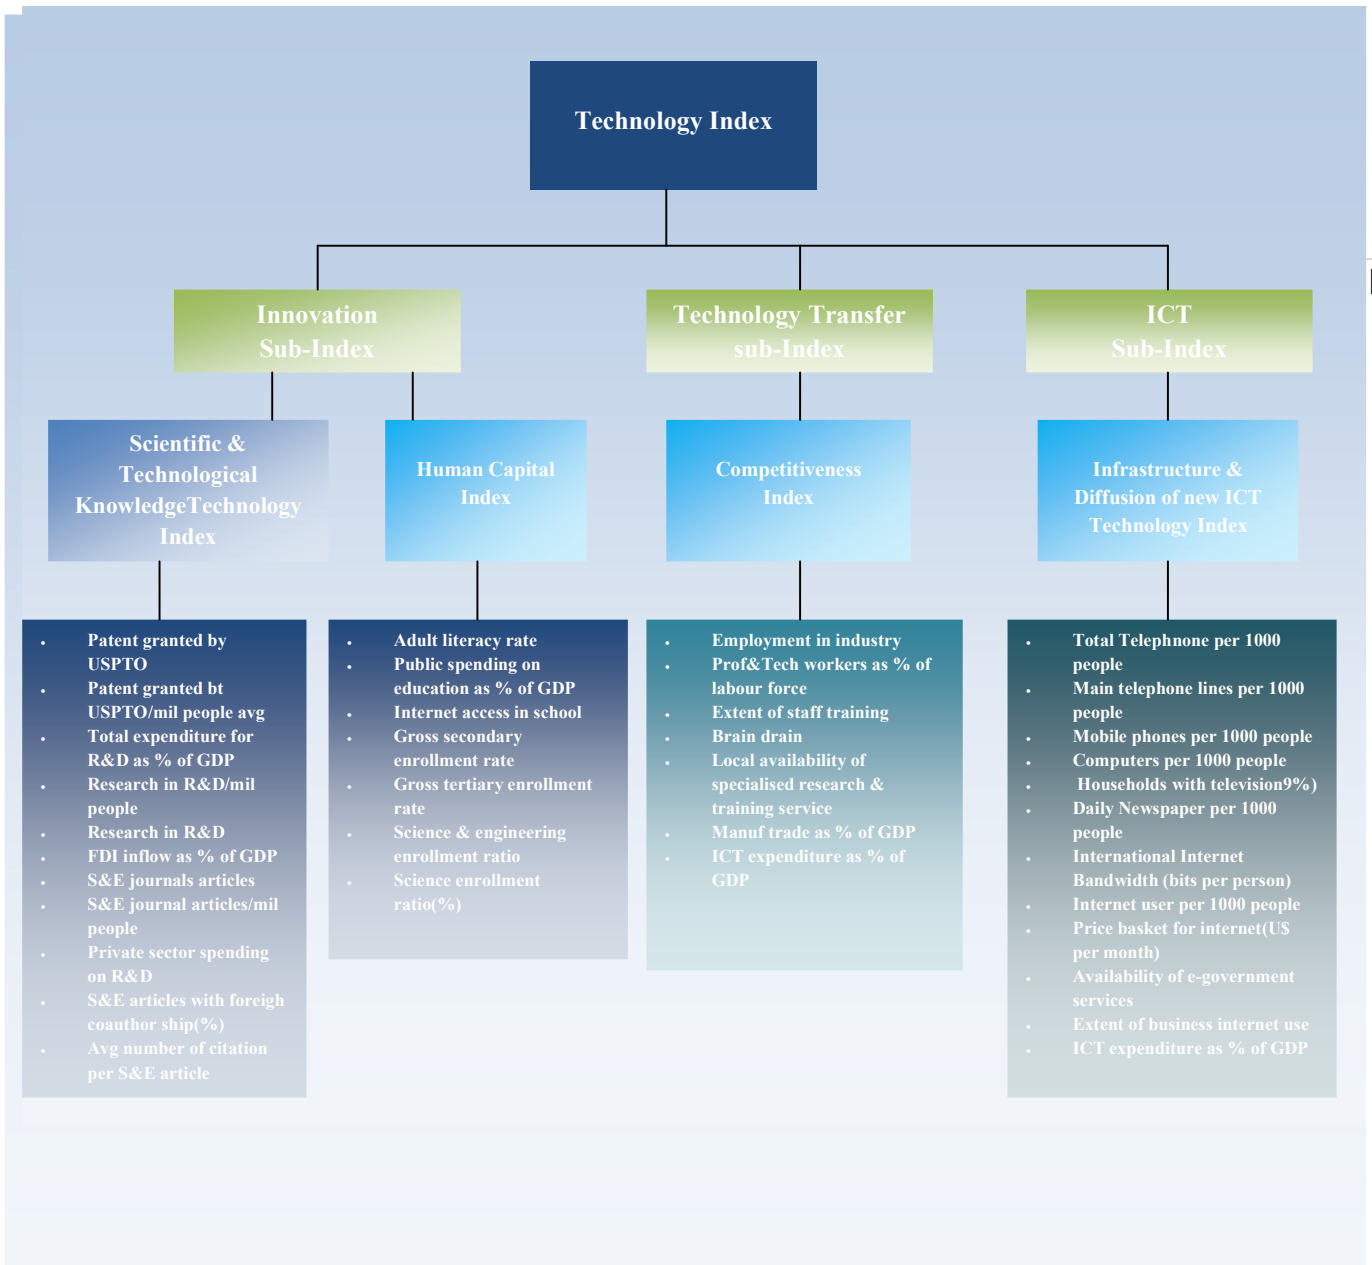 Technology Index
Innovation
Sub-Index
Technology Transfer
sub-Index
ICT
Sub-Index
Scientific &
Technological
KnowledgeTechnology
Index
Human Capital
Index
Competitiveness
Index
Infrastructure &
Diffusion of new ICT
Technology Index
• Patent granted by
USPTO
• Patent granted bt
USPTO/mil people avg
• Total expenditure for
R&D as % of GDP
• Research in R&D/mil
people
• Research in R&D
• FDI inflow as % of GDP
• S&E journals articles
• S&E journal articles/mil
people
• Private sector spending
on R&D
• S&E articles with foreigh
coauthor ship(%)
• Avg number of citation
per S&E article
• Adult literacy rate
• Public spending on
education as % of GDP
• Internet access in school
• Gross secondary
enrollment rate
• Gross tertiary enrollment
rate
• Science & engineering
enrollment ratio
• Science enrollment
ratio(%)
• Employment in industry
• Prof&Tech workers as % of
labour force
• Extent of staff training
• Brain drain
• Local availability of
specialised research &
training service
• Manuf trade as % of GDP
• ICT expenditure as % of
GDP
• Total Telephnone per 1000
people
• Main telephone lines per 1000
people
• Mobile phones per 1000 people
• Computers per 1000 people
• Households with television9%)
• Daily Newspaper per 1000
people
• International Internet
Bandwidth (bits per person)
• Internet user per 1000 people
• Price basket for internet(U$
per month)
• Availability of e-government
services
• Extent of business internet use
• ICT expenditure as % of GDP